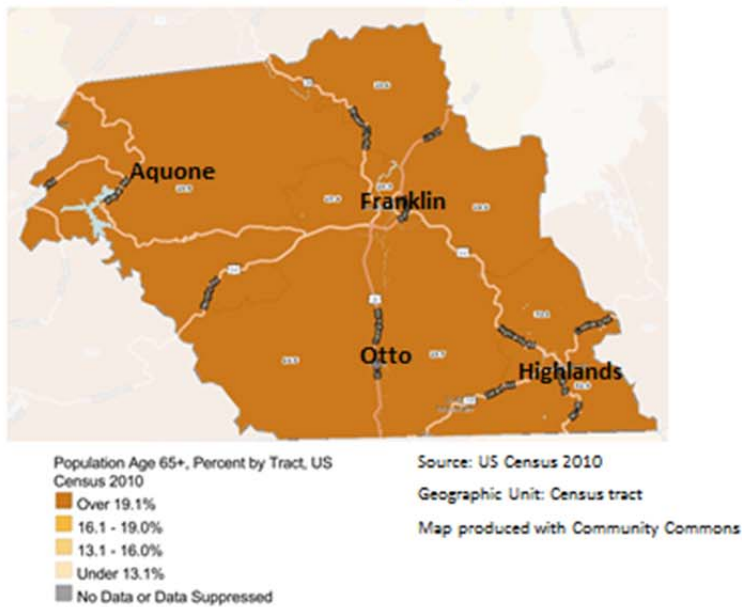 Aquone
Franklin
Otto
Highlands
Population Age 65+, Percent by Tract, US
Census 2010
Over 19.1%
16.1 - 19.0%
13.1 - 16.0%
Under 13.1%
No Data or Data Suppressed
Source: US Census 2010
Geographic Unit: Census tract
Map produced with Community Commons